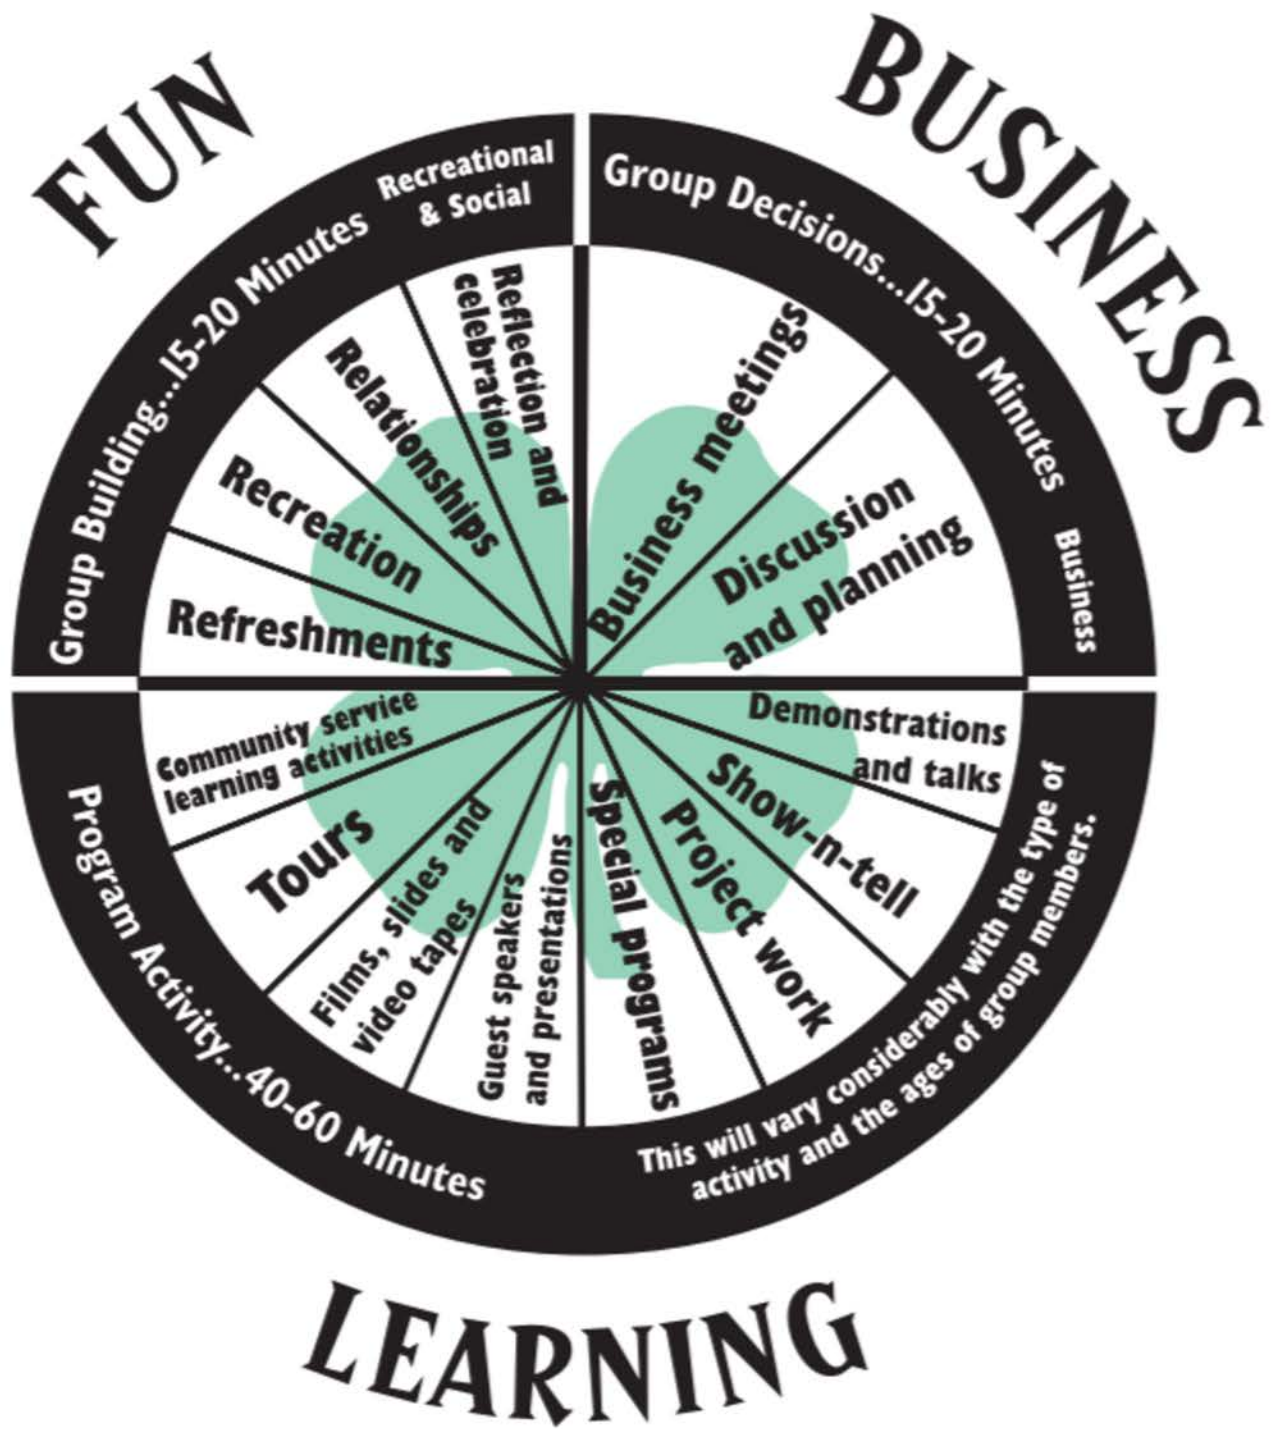 FUN
BUSINESS
Group Building...15-20 Minutes
Recreational
& Social
Group Decisions...15-20 Minutes
Business
Refreshments
Recreation
Relationships
Reflection and
celebration
Business meetings
Discussion
and planning
Demonstrations
and talks
Show-n-tell
Project work
Special programs
Guest speakers
and presentations
Films, slides and
video tapes
Tours
Community service
learning activities
Program Activity...40-60 Minutes
This will vary considerably with the type of
activity and the ages of group members.
LEARNING